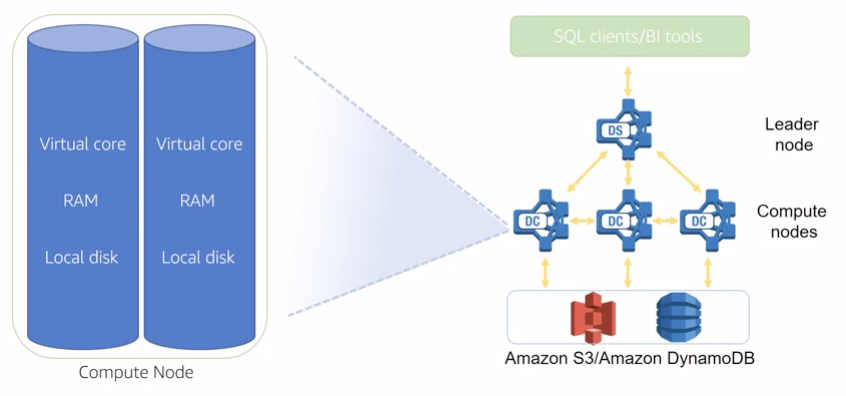 Virtual core
RAM
Local disk
Virtual core
RAM
Local disk
Compute Node
SQL clients/BI tools
DS
Leader
node
DC
DC
DC
Compute
nodes
Amazon S3/Amazon DynamoDB